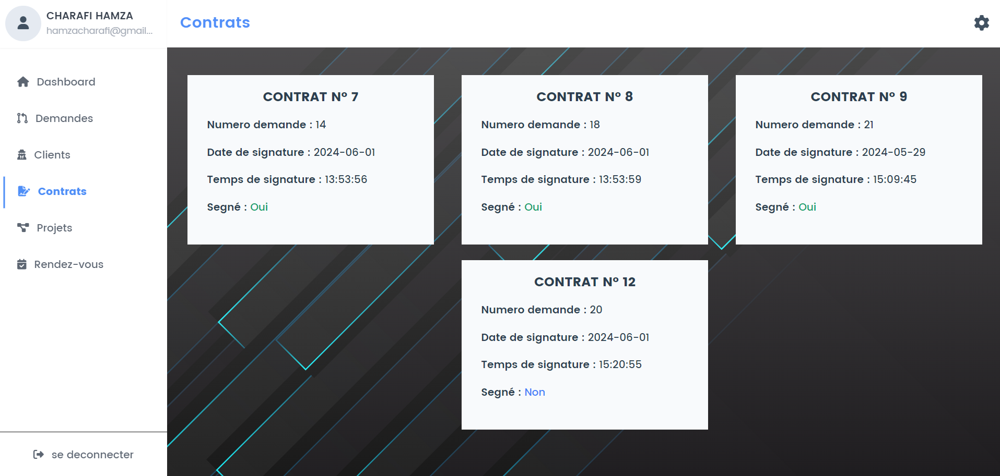 CHARAFI HAMZA
hamzacharafi@gmail...
Contrats
Dashboard
Demandes
Clients
Contrats
Projets
Rendez-vous
se deconnecter
CONTRAT N° 7
Numero demande : 14
Date de signature : 2024-06-01
Temps de signature : 13:53:56
Segné : Oui
CONTRAT N° 8
Numero demande : 18
Date de signature : 2024-06-01
Temps de signature : 13:53:59
Segné : Oui
CONTRAT N° 9
Numero demande : 21
Date de signature : 2024-05-29
Temps de signature : 15:09:45
Segné : Oui
CONTRAT N° 12
Numero demande : 20
Date de signature : 2024-06-01
Temps de signature : 15:20:55
Segné : Non